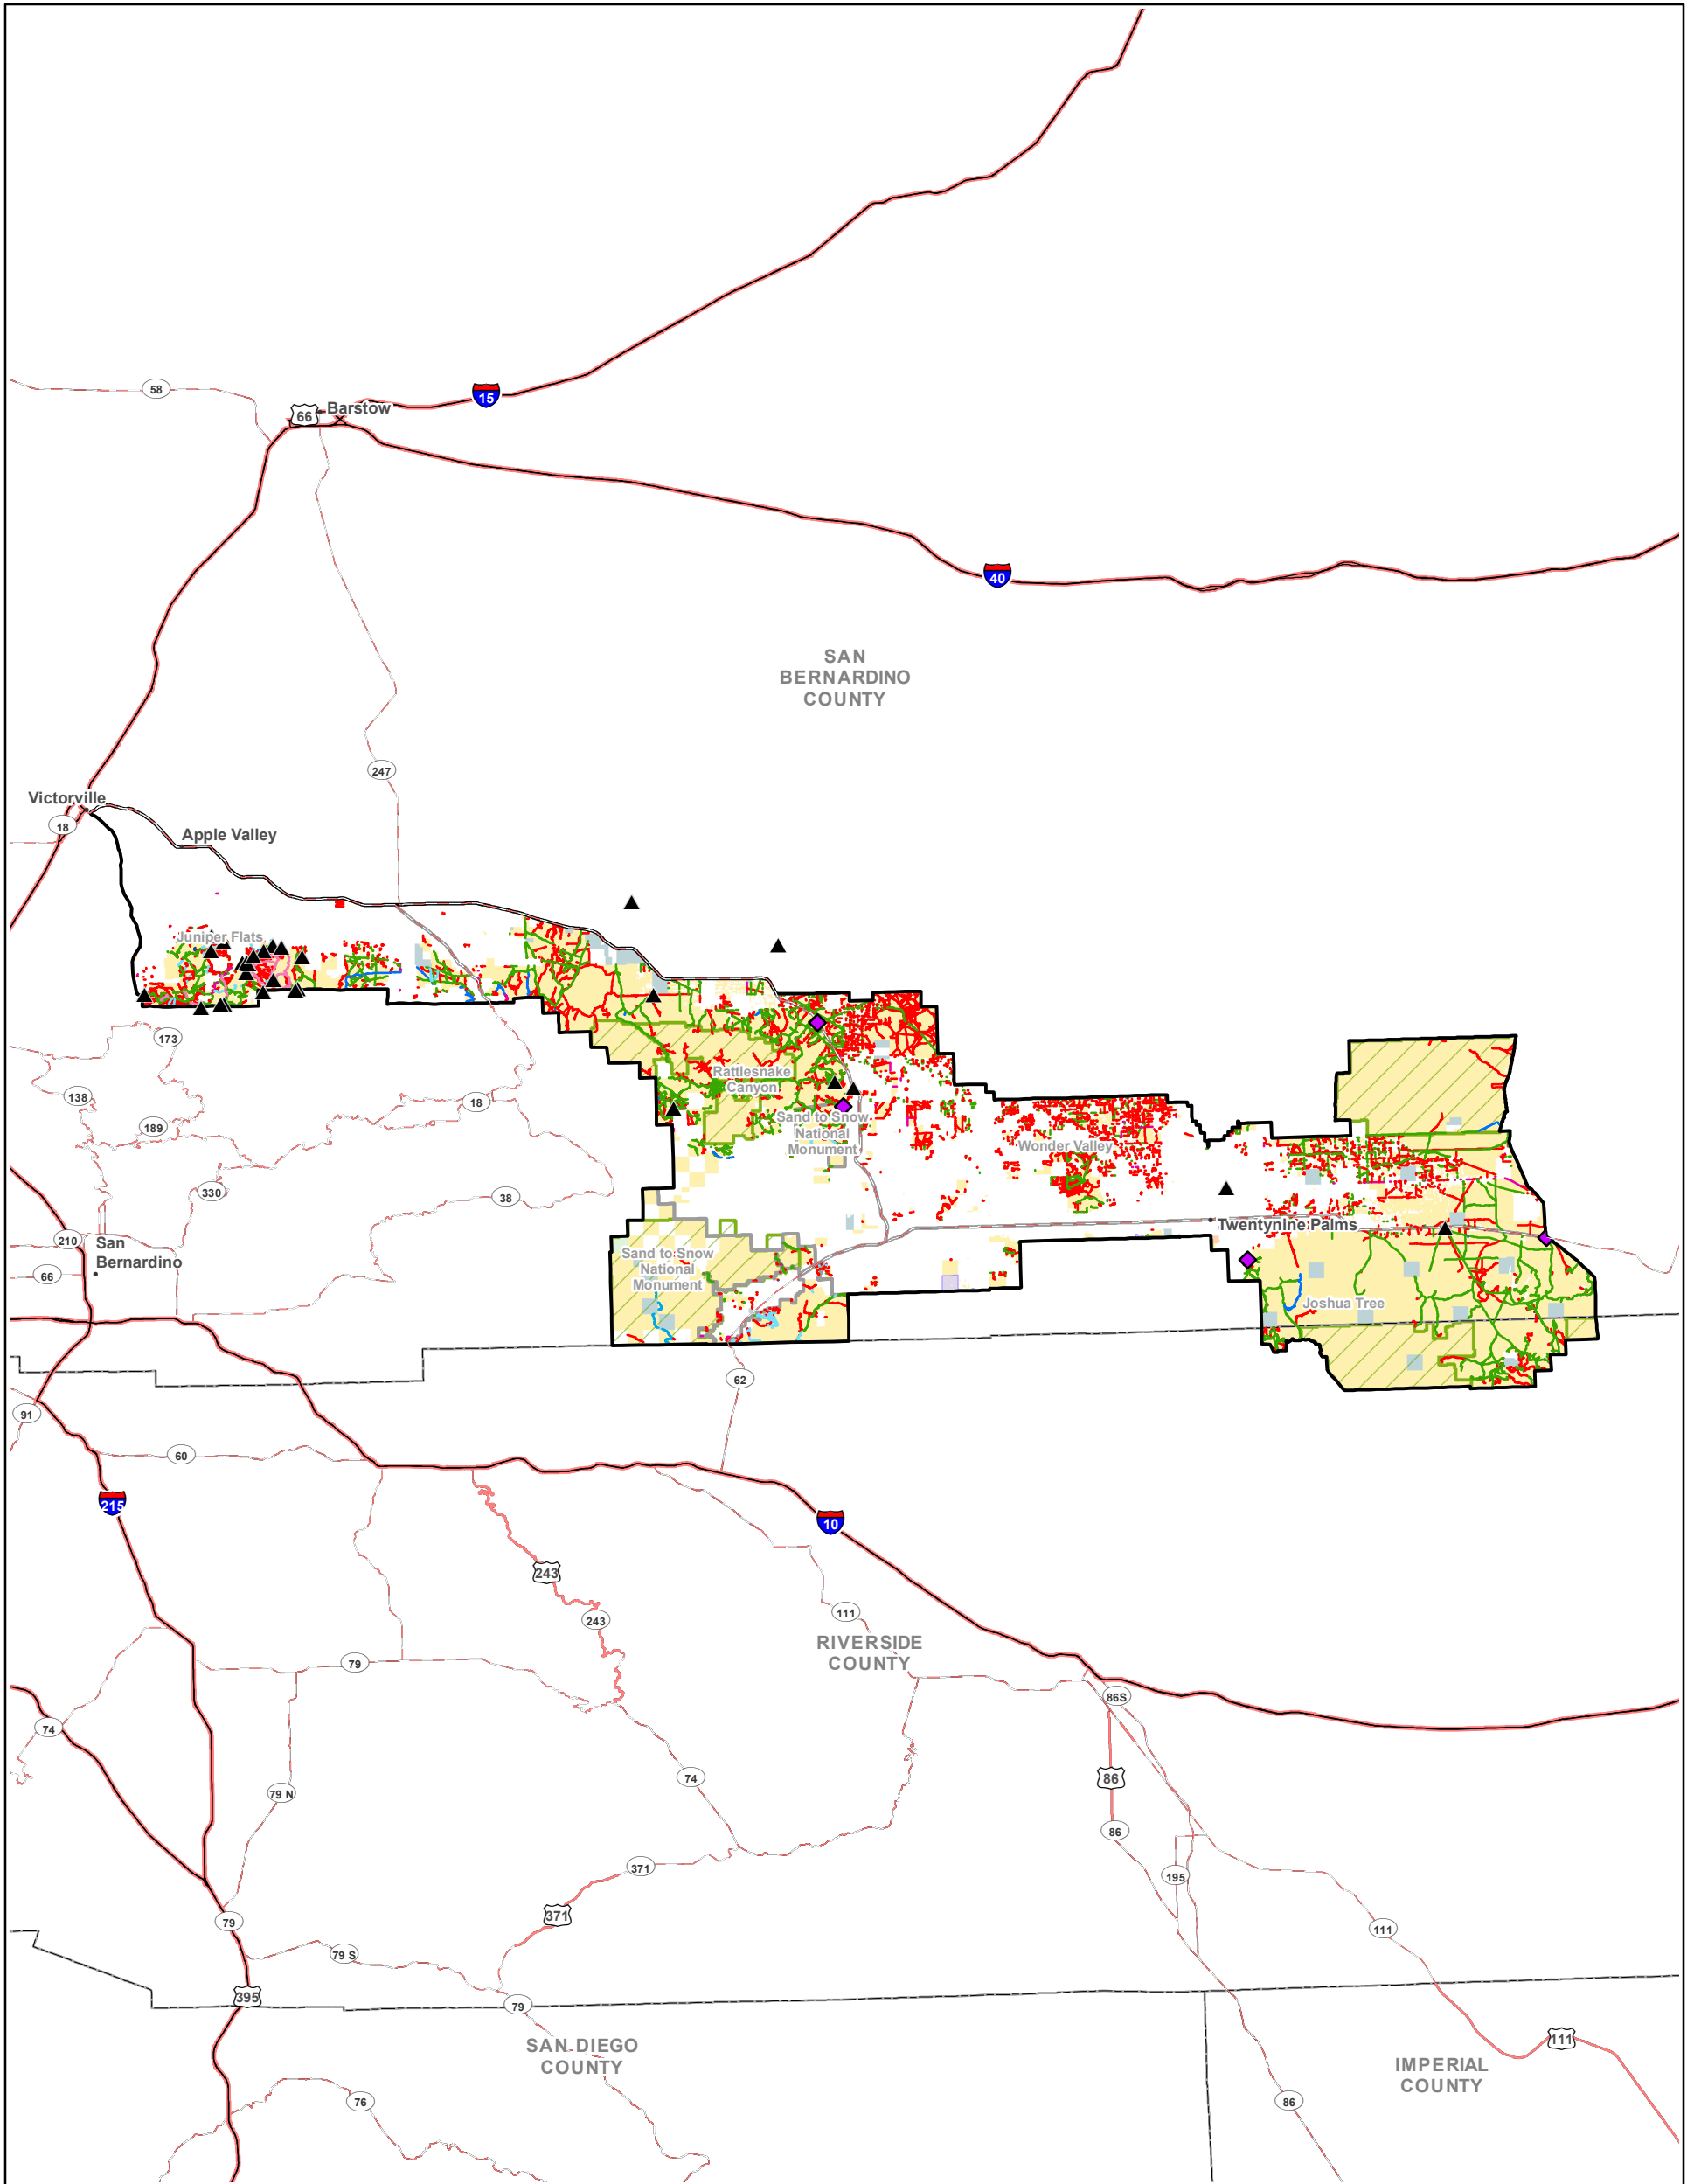 58
66
Barstow
15
40
SAN
BERNARDINO
COUNTY
247
Victorville
18
Apple Valley
Juniper Flats
173
138
18
189
330
38
Rattlesnake
Canyon
Sand to Snow
National
Monument
Wonder Valley
210
San
Bernardino
66
Twentynine Palms
Sand to Snow
National
Monument
Joshua Tree
62
91
60
215
10
243
243
111
RIVERSIDE
COUNTY
79
86S
74
74
79 N
86
86
371
195
371
79
111
79 S
395
79
SAN DIEGO
COUNTY
111
IMPERIAL
COUNTY
76
86